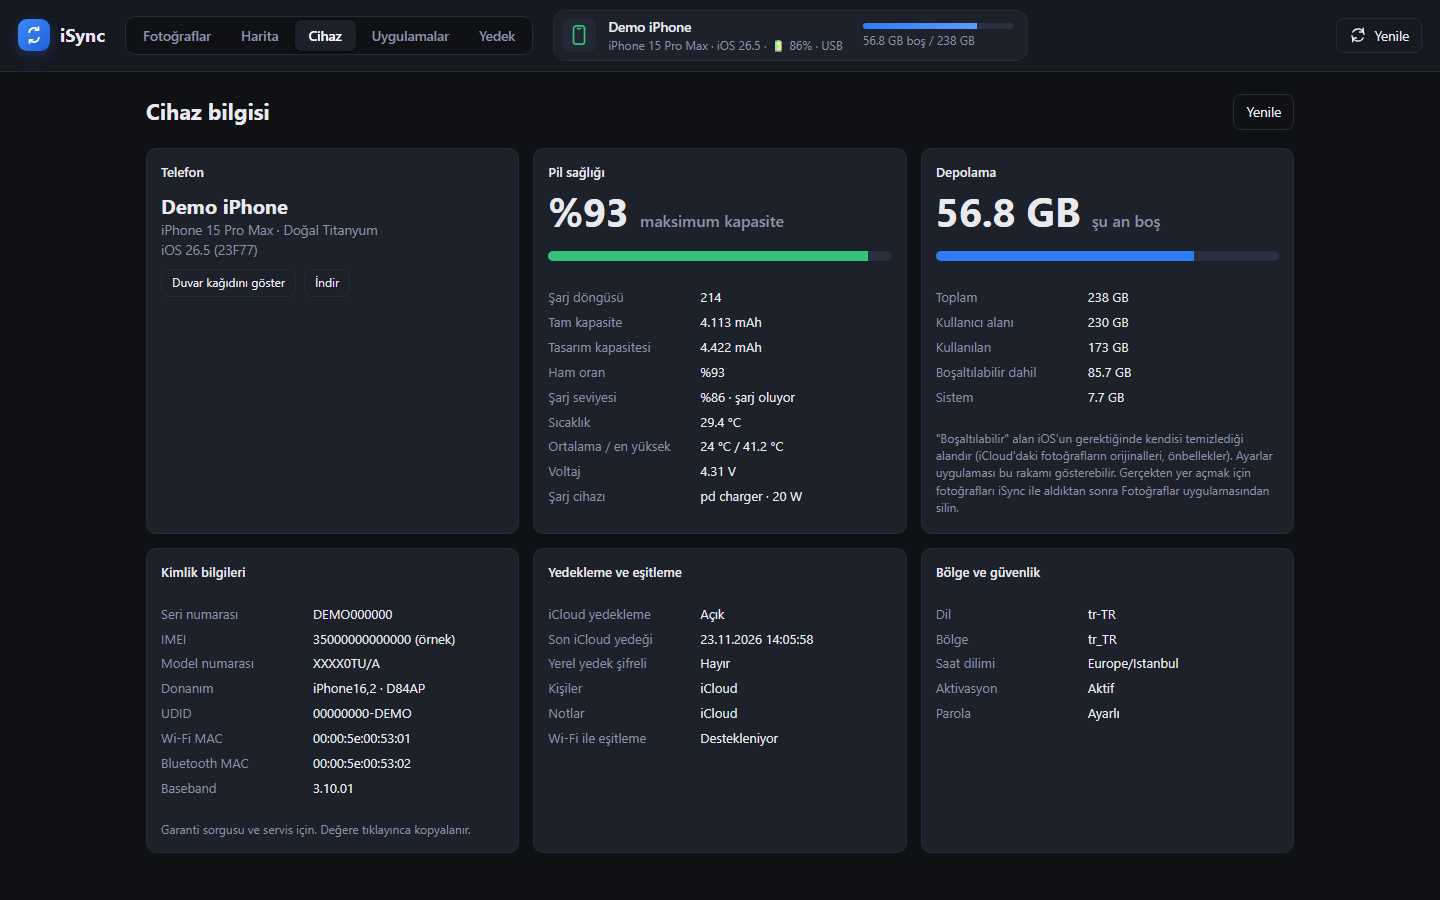 iSync
Fotoğraflar
Harita
Cihaz
Uygulamalar
Yedek
Demo iPhone
iPhone 15 Pro Max · iOS 26.5 · 🔋 86% · USB
56.8 GB boş / 238 GB
Yenile
Cihaz bilgisi
Yenile
Telefon
Demo iPhone
iPhone 15 Pro Max · Doğal Titanyum
iOS 26.5 (23F77)
Duvar kağıdını göster
İndir
Pil sağlığı
%93 maksimum kapasite
Şarj döngüsü 214
Tam kapasite 4.113 mAh
Tasarım kapasitesi 4.422 mAh
Ham oran %93
Şarj seviyesi %86 · şarj oluyor
Sıcaklık 29.4 °C
Ortalama / en yüksek 24 °C / 41.2 °C
Voltaj 4.31 V
Şarj cihazı pd charger · 20 W
Depolama
56.8 GB şu an boş
Toplam 238 GB
Kullanıcı alanı 230 GB
Kullanılan 173 GB
Boşaltılabilir dahil 85.7 GB
Sistem 7.7 GB
"Boşaltılabilir" alan iOS'un gerektiğinde kendisi temizlediği
alandır (iCloud'daki fotoğrafların orijinalleri, önbellekler). Ayarlar
uygulaması bu rakamı gösterebilir. Gerçekten yer açmak için
fotoğrafları iSync ile aldıktan sonra Fotoğraflar uygulamasından
silin.
Kimlik bilgileri
Seri numarası DEMO000000
IMEI 35000000000000 (örnek)
Model numarası XXXX0TU/A
Donanım iPhone16,2 · D84AP
UDID 00000000-DEMO
Wi-Fi MAC 00:00:5e:00:53:01
Bluetooth MAC 00:00:5e:00:53:02
Baseband 3.10.01
Garanti sorgusu ve servis için. Değere tıklayınca kopyalanır.
Yedekleme ve eşitleme
iCloud yedekleme Açık
Son iCloud yedeği 23.11.2026 14:05:58
Yerel yedek şifreli Hayır
Kişiler iCloud
Notlar iCloud
Wi-Fi ile eşitleme Destekleniyor
Bölge ve güvenlik
Dil tr-TR
Bölge tr_TR
Saat dilimi Europe/Istanbul
Aktivasyon Aktif
Parola Ayarlı